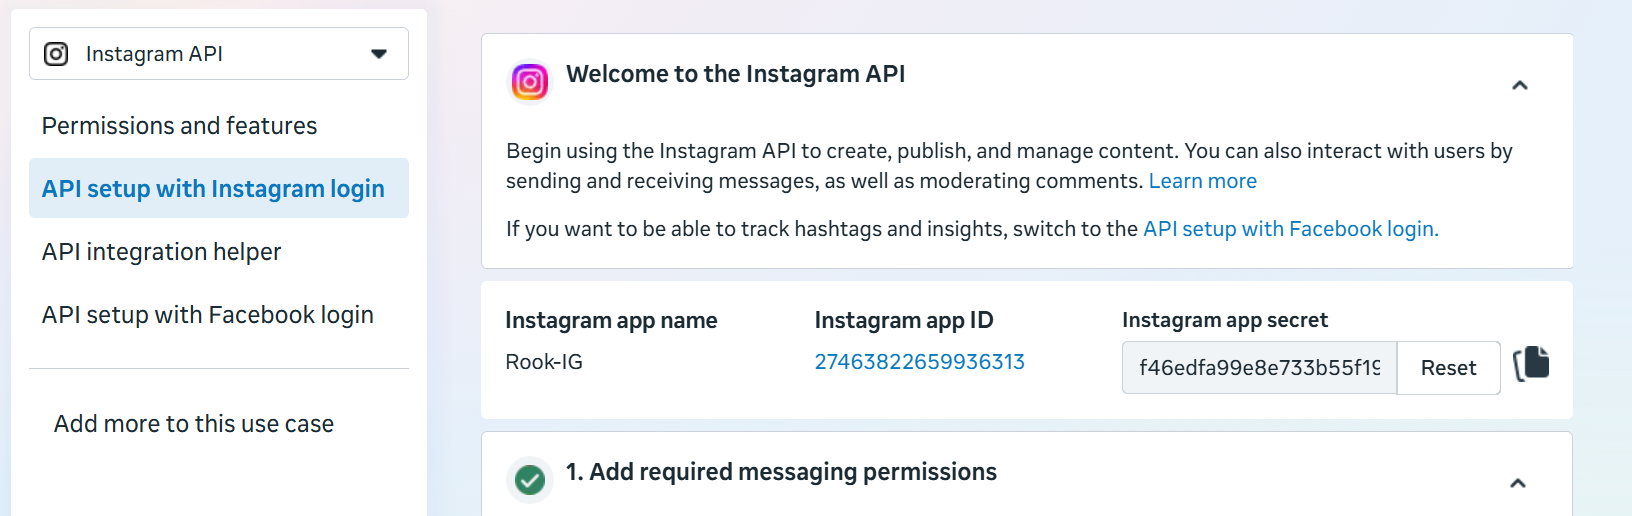 Instagram API
Permissions and features
API setup with Instagram login
API integration helper
API setup with Facebook login
Add more to this use case
Welcome to the Instagram API
Begin using the Instagram API to create, publish, and manage content. You can also interact with users by
sending and receiving messages, as well as moderating comments. Learn more
If you want to be able to track hashtags and insights, switch to the API setup with Facebook login.
Instagram app name
Rook-IG
Instagram app ID
27463822659936313
Instagram app secret
f46edfa99e8e733b55f19
Reset
1. Add required messaging permissions